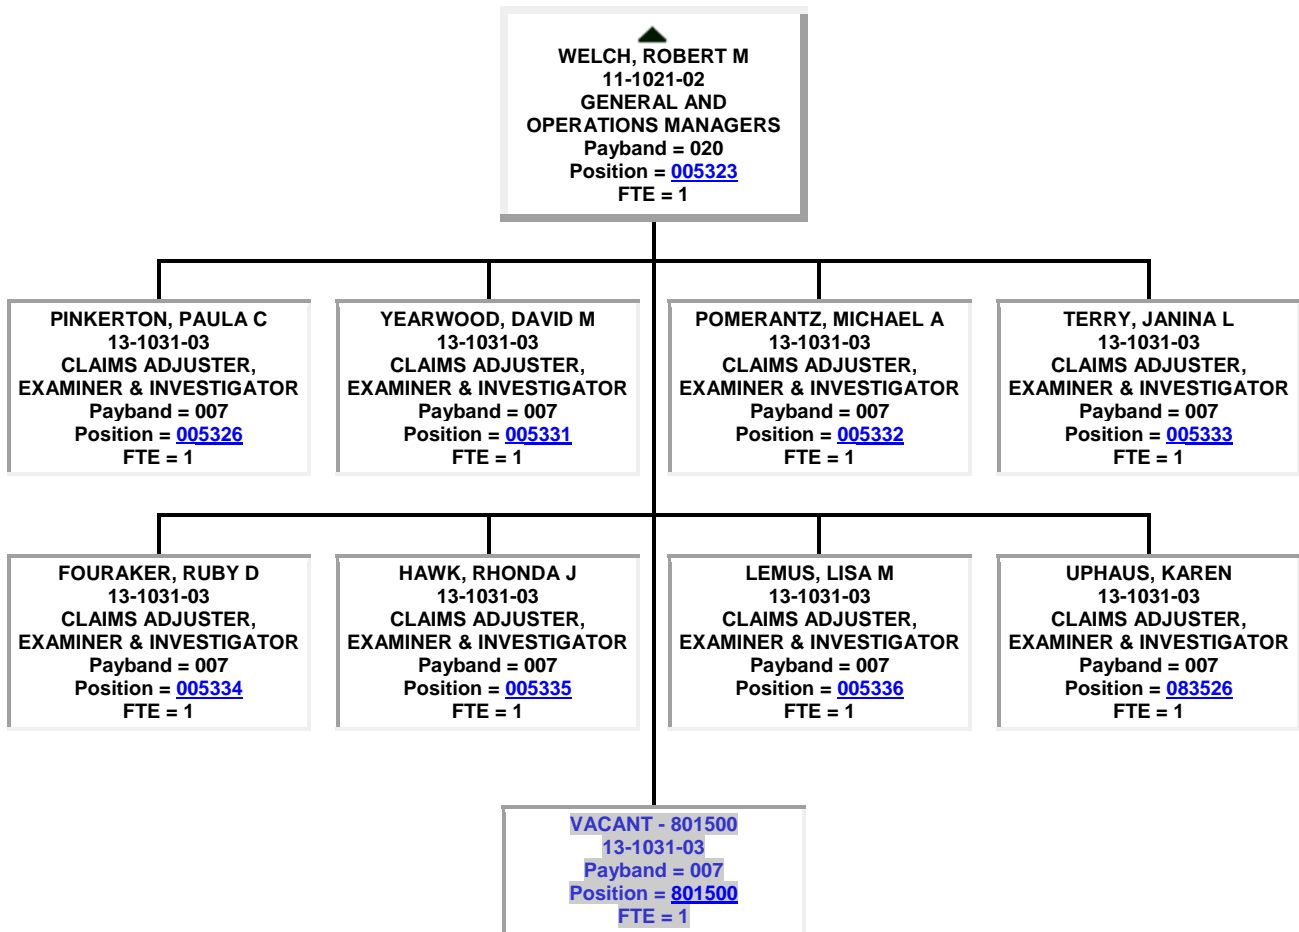 WELCH, ROBERT M
11-1021-02
GENERAL AND
OPERATIONS MANAGERS
Payband = 020
Position = 005323
FTE = 1
PINKERTON, PAULA C
13-1031-03
CLAIMS ADJUSTER,
EXAMINER & INVESTIGATOR
Payband = 007
Position = 005326
FTE = 1
YEARWOOD, DAVID M
13-1031-03
CLAIMS ADJUSTER,
EXAMINER & INVESTIGATOR
Payband = 007
Position = 005331
FTE = 1
POMERANTZ, MICHAEL A
13-1031-03
CLAIMS ADJUSTER,
EXAMINER & INVESTIGATOR
Payband = 007
Position = 005332
FTE = 1
TERRY, JANINA L
13-1031-03
CLAIMS ADJUSTER,
EXAMINER & INVESTIGATOR
Payband = 007
Position = 005333
FTE = 1
FOURAKER, RUBY D
13-1031-03
CLAIMS ADJUSTER,
EXAMINER & INVESTIGATOR
Payband = 007
Position = 005334
FTE = 1
HAWK, RHONDA J
13-1031-03
CLAIMS ADJUSTER,
EXAMINER & INVESTIGATOR
Payband = 007
Position = 005335
FTE = 1
LEMUS, LISA M
13-1031-03
CLAIMS ADJUSTER,
EXAMINER & INVESTIGATOR
Payband = 007
Position = 005336
FTE = 1
UPHAUS, KAREN
13-1031-03
CLAIMS ADJUSTER,
EXAMINER & INVESTIGATOR
Payband = 007
Position = 083526
FTE = 1
VACANT - 801500
13-1031-03
Payband = 007
Position = 801500
FTE = 1